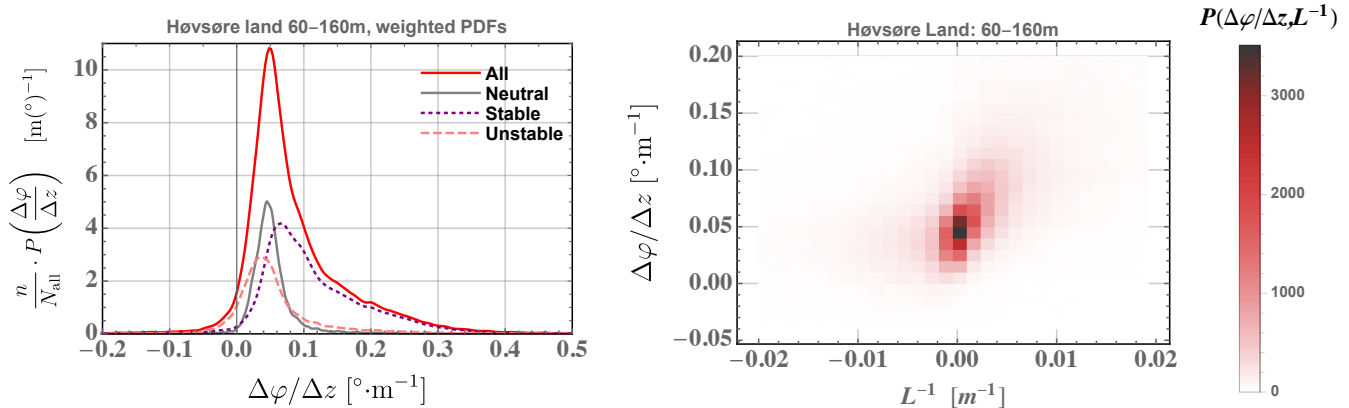 Høvsøre land 60–160m, weighted PDFs
n/N_all · P(Δφ/Δz) [m(°)⁻¹]
10
8
6
4
2
0
All
Neutral
Stable
Unstable
−0.2 −0.1 0.0 0.1 0.2 0.3 0.4 0.5
Δφ/Δz [°·m⁻¹]
Høvsøre Land: 60–160m
Δφ/Δz [°·m⁻¹]
0.20
0.15
0.10
0.05
0.00
−0.05
−0.02 −0.01 0.00 0.01 0.02
L⁻¹ [m⁻¹]
P(Δφ/Δz,L⁻¹)
3000
2000
1000
0